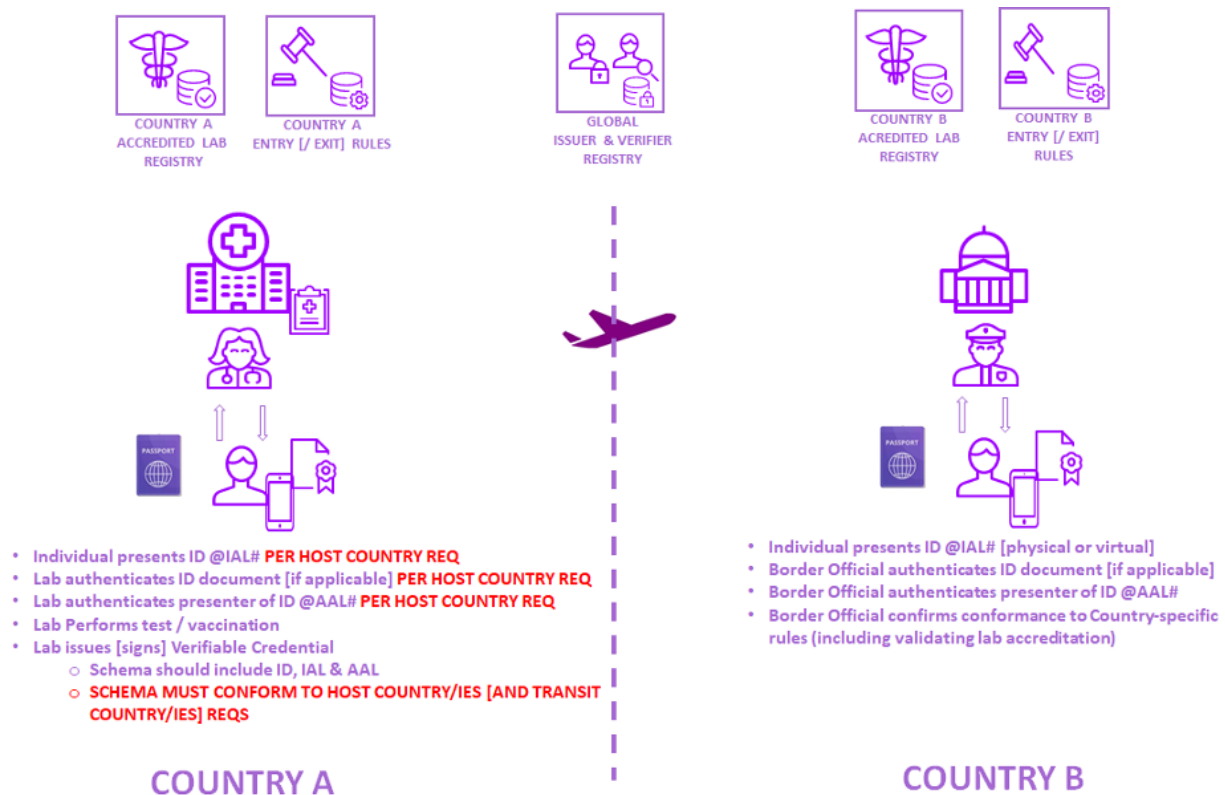 COUNTRY A
ACCREDITED LAB
REGISTRY
COUNTRY A
ENTRY [/ EXIT] RULES
GLOBAL
ISSUER & VERIFIER
REGISTRY
COUNTRY B
ACREDITED LAB
REGISTRY
COUNTRY B
ENTRY [/ EXIT]
RULES
PASSPORT
• Individual presents ID @IAL# PER HOST COUNTRY REQ
• Lab authenticates ID document [if applicable] PER HOST COUNTRY REQ
• Lab authenticates presenter of ID @AAL# PER HOST COUNTRY REQ
• Lab Performs test / vaccination
• Lab issues [signs] Verifiable Credential
o Schema should include ID, IAL & AAL
o SCHEMA MUST CONFORM TO HOST COUNTRY/IES [AND TRANSIT
COUNTRY/IES] REQS
COUNTRY A
PASSPORT
• Individual presents ID @IAL# [physical or virtual]
• Border Official authenticates ID document [if applicable]
• Border Official authenticates presenter of ID @AAL#
• Border Official confirms conformance to Country-specific
rules (including validating lab accreditation)
COUNTRY B